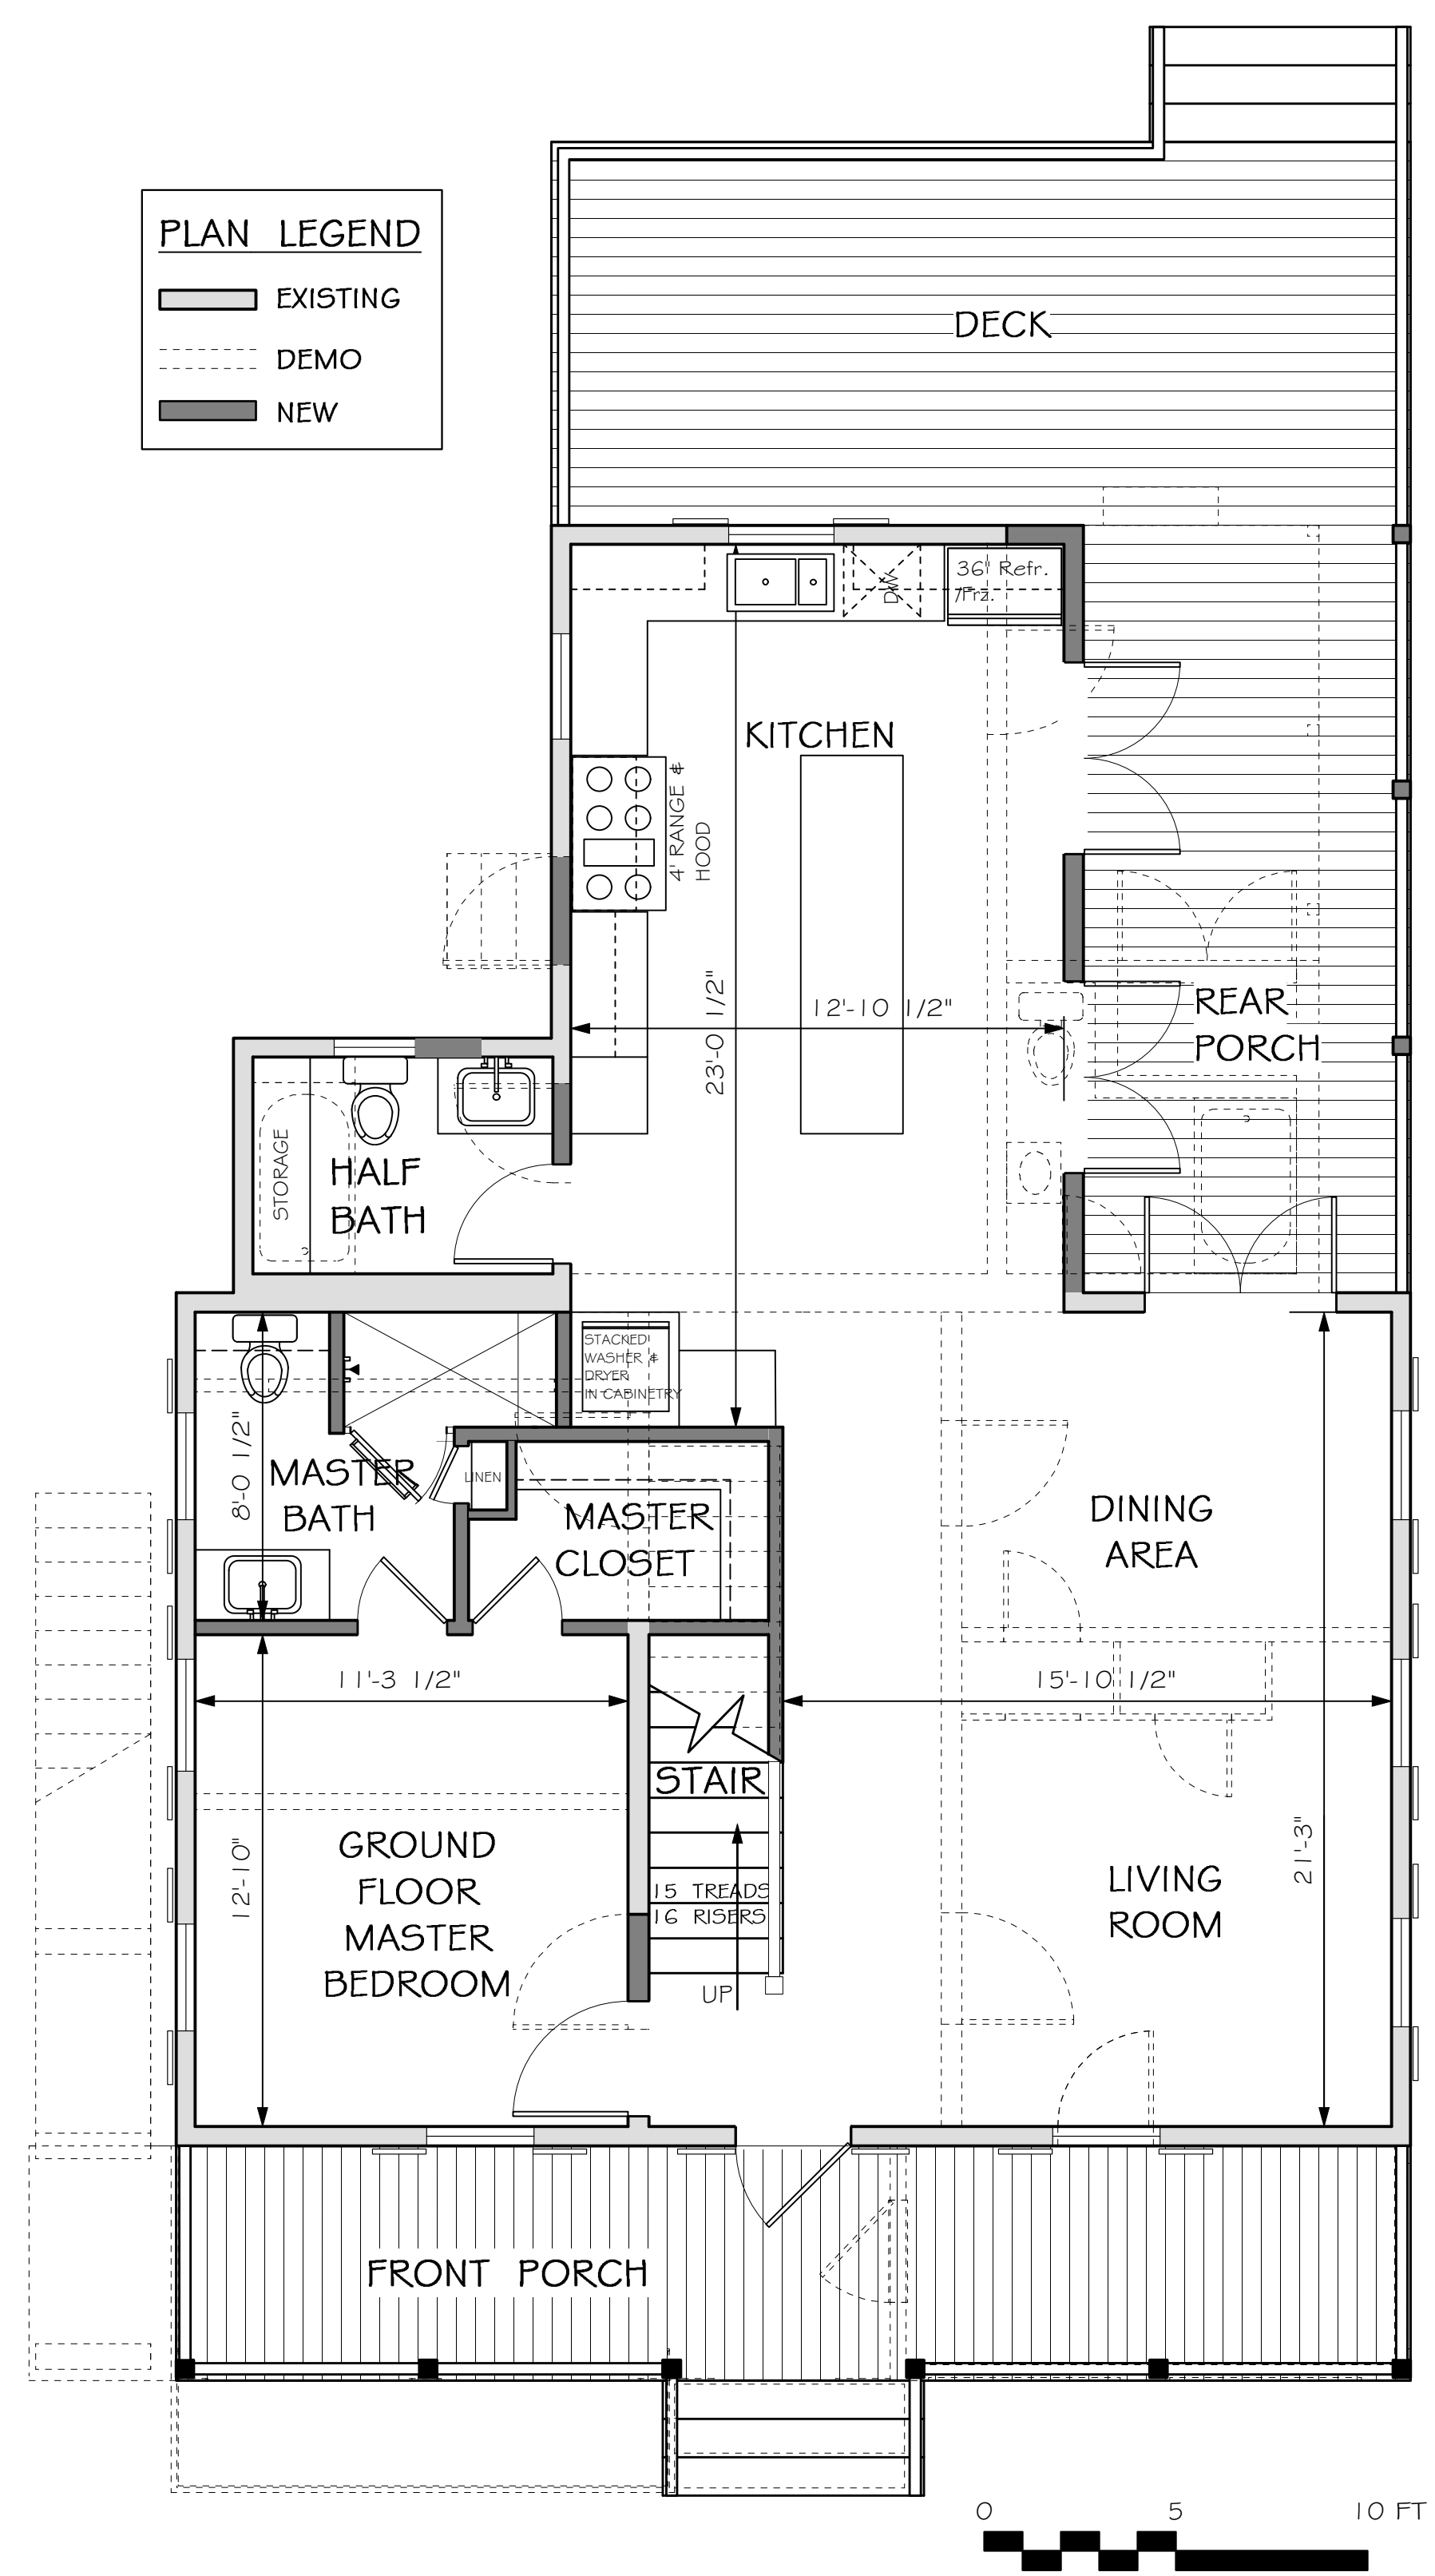 PLAN LEGEND
EXISTING
DEMO
NEW
DECK
36" Refr.
/Frz.
DW
KITCHEN
4' RANGE &
HOOD
23'-0 1/2"
12'-10 1/2"
REAR
PORCH
STORAGE
HALF
BATH
STACKED
WASHER &
DRYER
IN CABINETRY
8'-0 1/2"
MASTER
BATH
LINEN
MASTER
CLOSET
DINING
AREA
11'-3 1/2"
15'-10 1/2"
STAIR
12'-10"
21'-3"
GROUND
FLOOR
MASTER
BEDROOM
15 TREADS
16 RISERS
UP
LIVING
ROOM
FRONT PORCH
0 5 10 FT